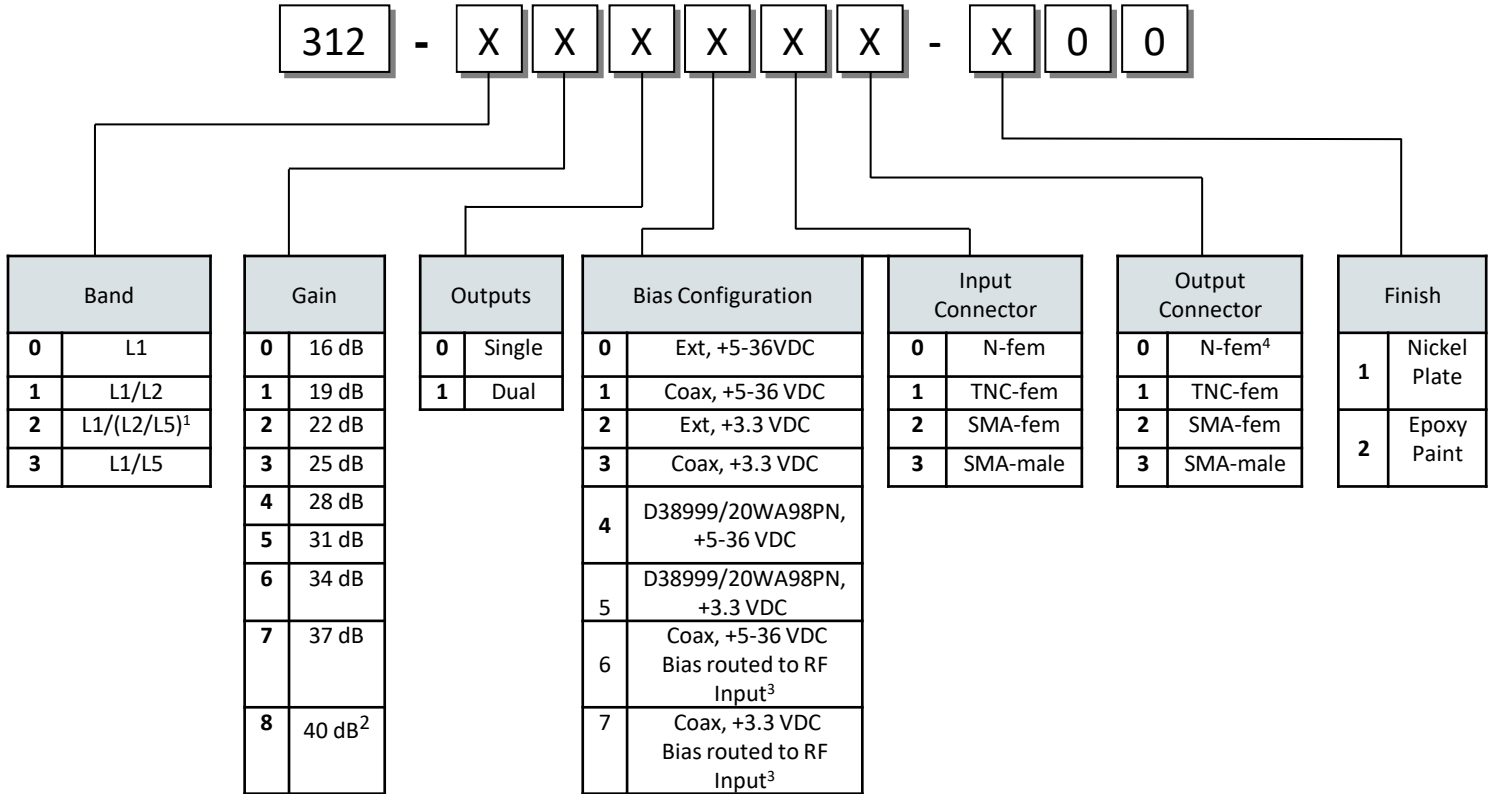 312 - X X X X X X - X 0 0
Band
0 L1
1 L1/L2
2 L1/(L2/L5)¹
3 L1/L5
Gain
0 16 dB
1 19 dB
2 22 dB
3 25 dB
4 28 dB
5 31 dB
6 34 dB
7 37 dB
8 40 dB²
Outputs
0 Single
1 Dual
Bias Configuration
0 Ext, +5-36VDC
1 Coax, +5-36 VDC
2 Ext, +3.3 VDC
3 Coax, +3.3 VDC
4 D38999/20WA98PN,
+5-36 VDC
D38999/20WA98PN,
5 +3.3 VDC
Coax, +5-36 VDC
6 Bias routed to RF
Input³
7 Coax, +3.3 VDC
Bias routed to RF
Input³
Input
Connector
0 N-fem
1 TNC-fem
2 SMA-fem
3 SMA-male
Output
Connector
0 N-fem⁴
1 TNC-fem
2 SMA-fem
3 SMA-male
Finish
1 Nickel
Plate
2 Epoxy
Paint